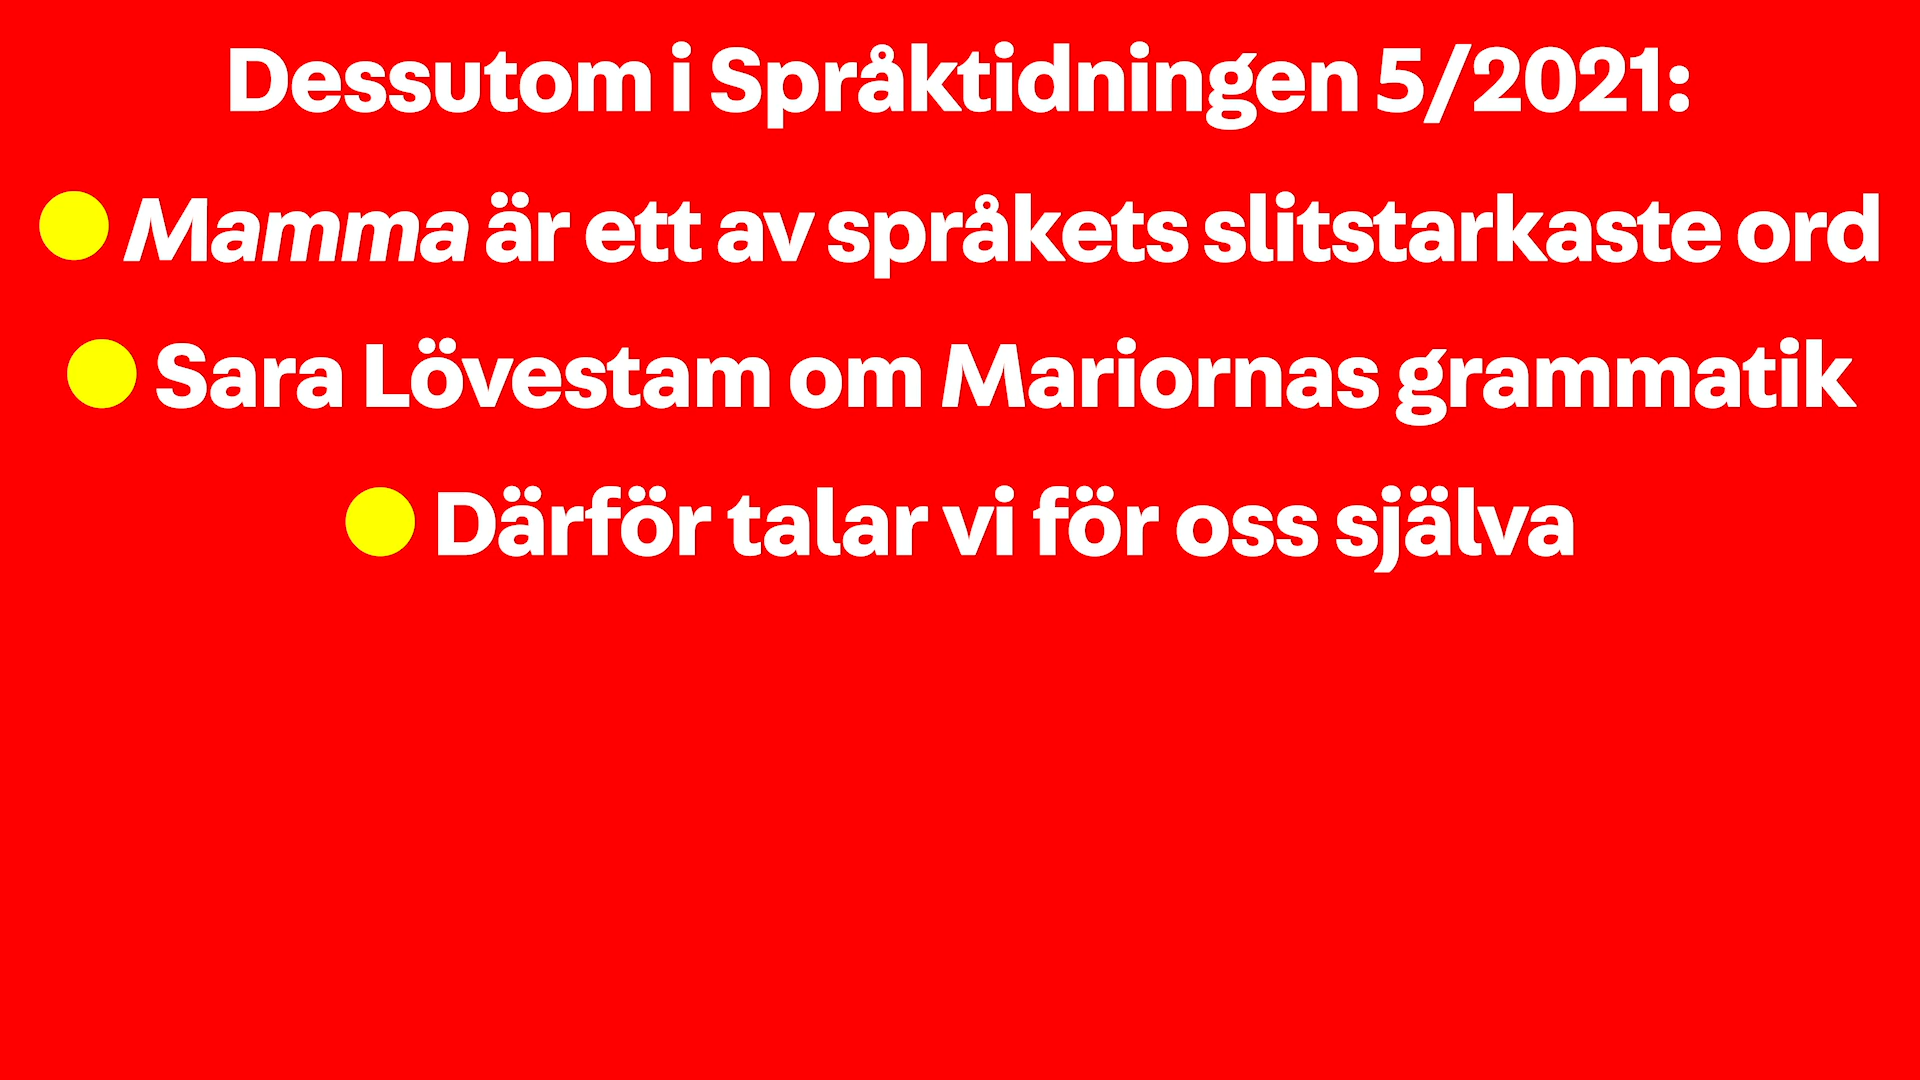 Dessutom i Språktidningen 5/2021:
Mamma är ett av språkets slitstarkaste ord
Sara Lövestam om Mariornas grammatik
Därför talar vi för oss själva